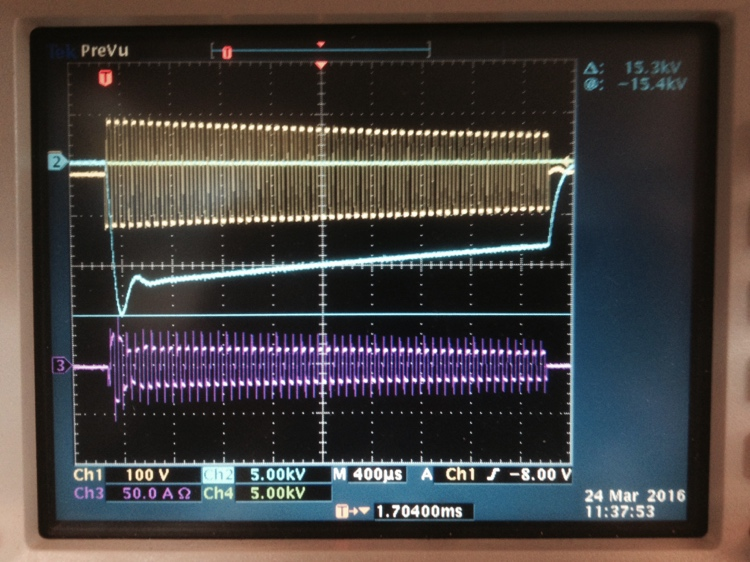 Tek PreVu
T
T
Δ: 15.3kV
@: −15.4kV
2
3
Ch1 100 V Ch2 5.00kV M 400µs A Ch1 ƒ −8.00 V
Ch3 50.0 A Ω Ch4 5.00kV
T→▼ 1.70400ms
24 Mar 2016
11:37:53